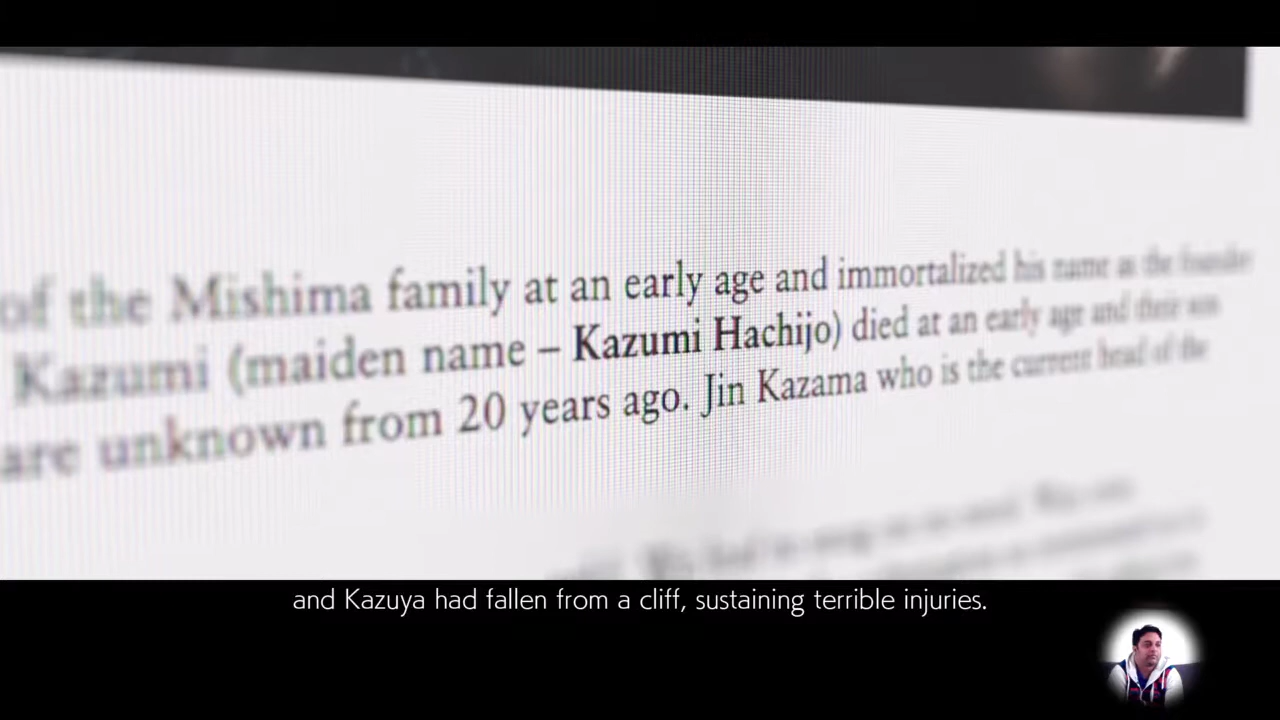 of the Mishima family at an early age and immortalized his name as the founder
Kazumi (maiden name – Kazumi Hachijo) died at an early age and their son
are unknown from 20 years ago. Jin Kazama who is the current head of the
and Kazuya had fallen from a cliff, sustaining terrible injuries.